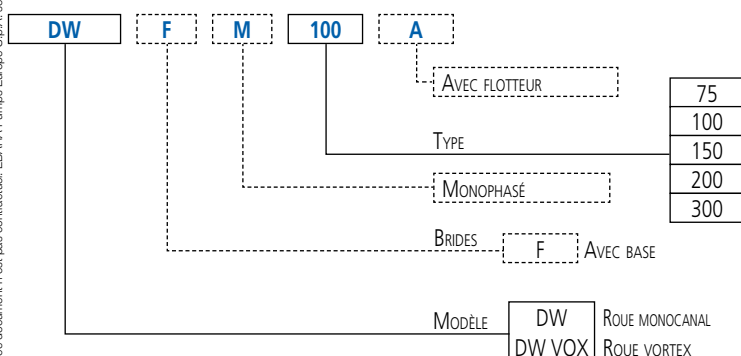 DW F M 100 A
AVEC FLOTTEUR
75
100
TYPE
150
200
MONOPHASÉ
300
BRIDES
F AVEC BASE
MODÈLE DW ROUE MONOCANAL
DW VOX ROUE VORTEX